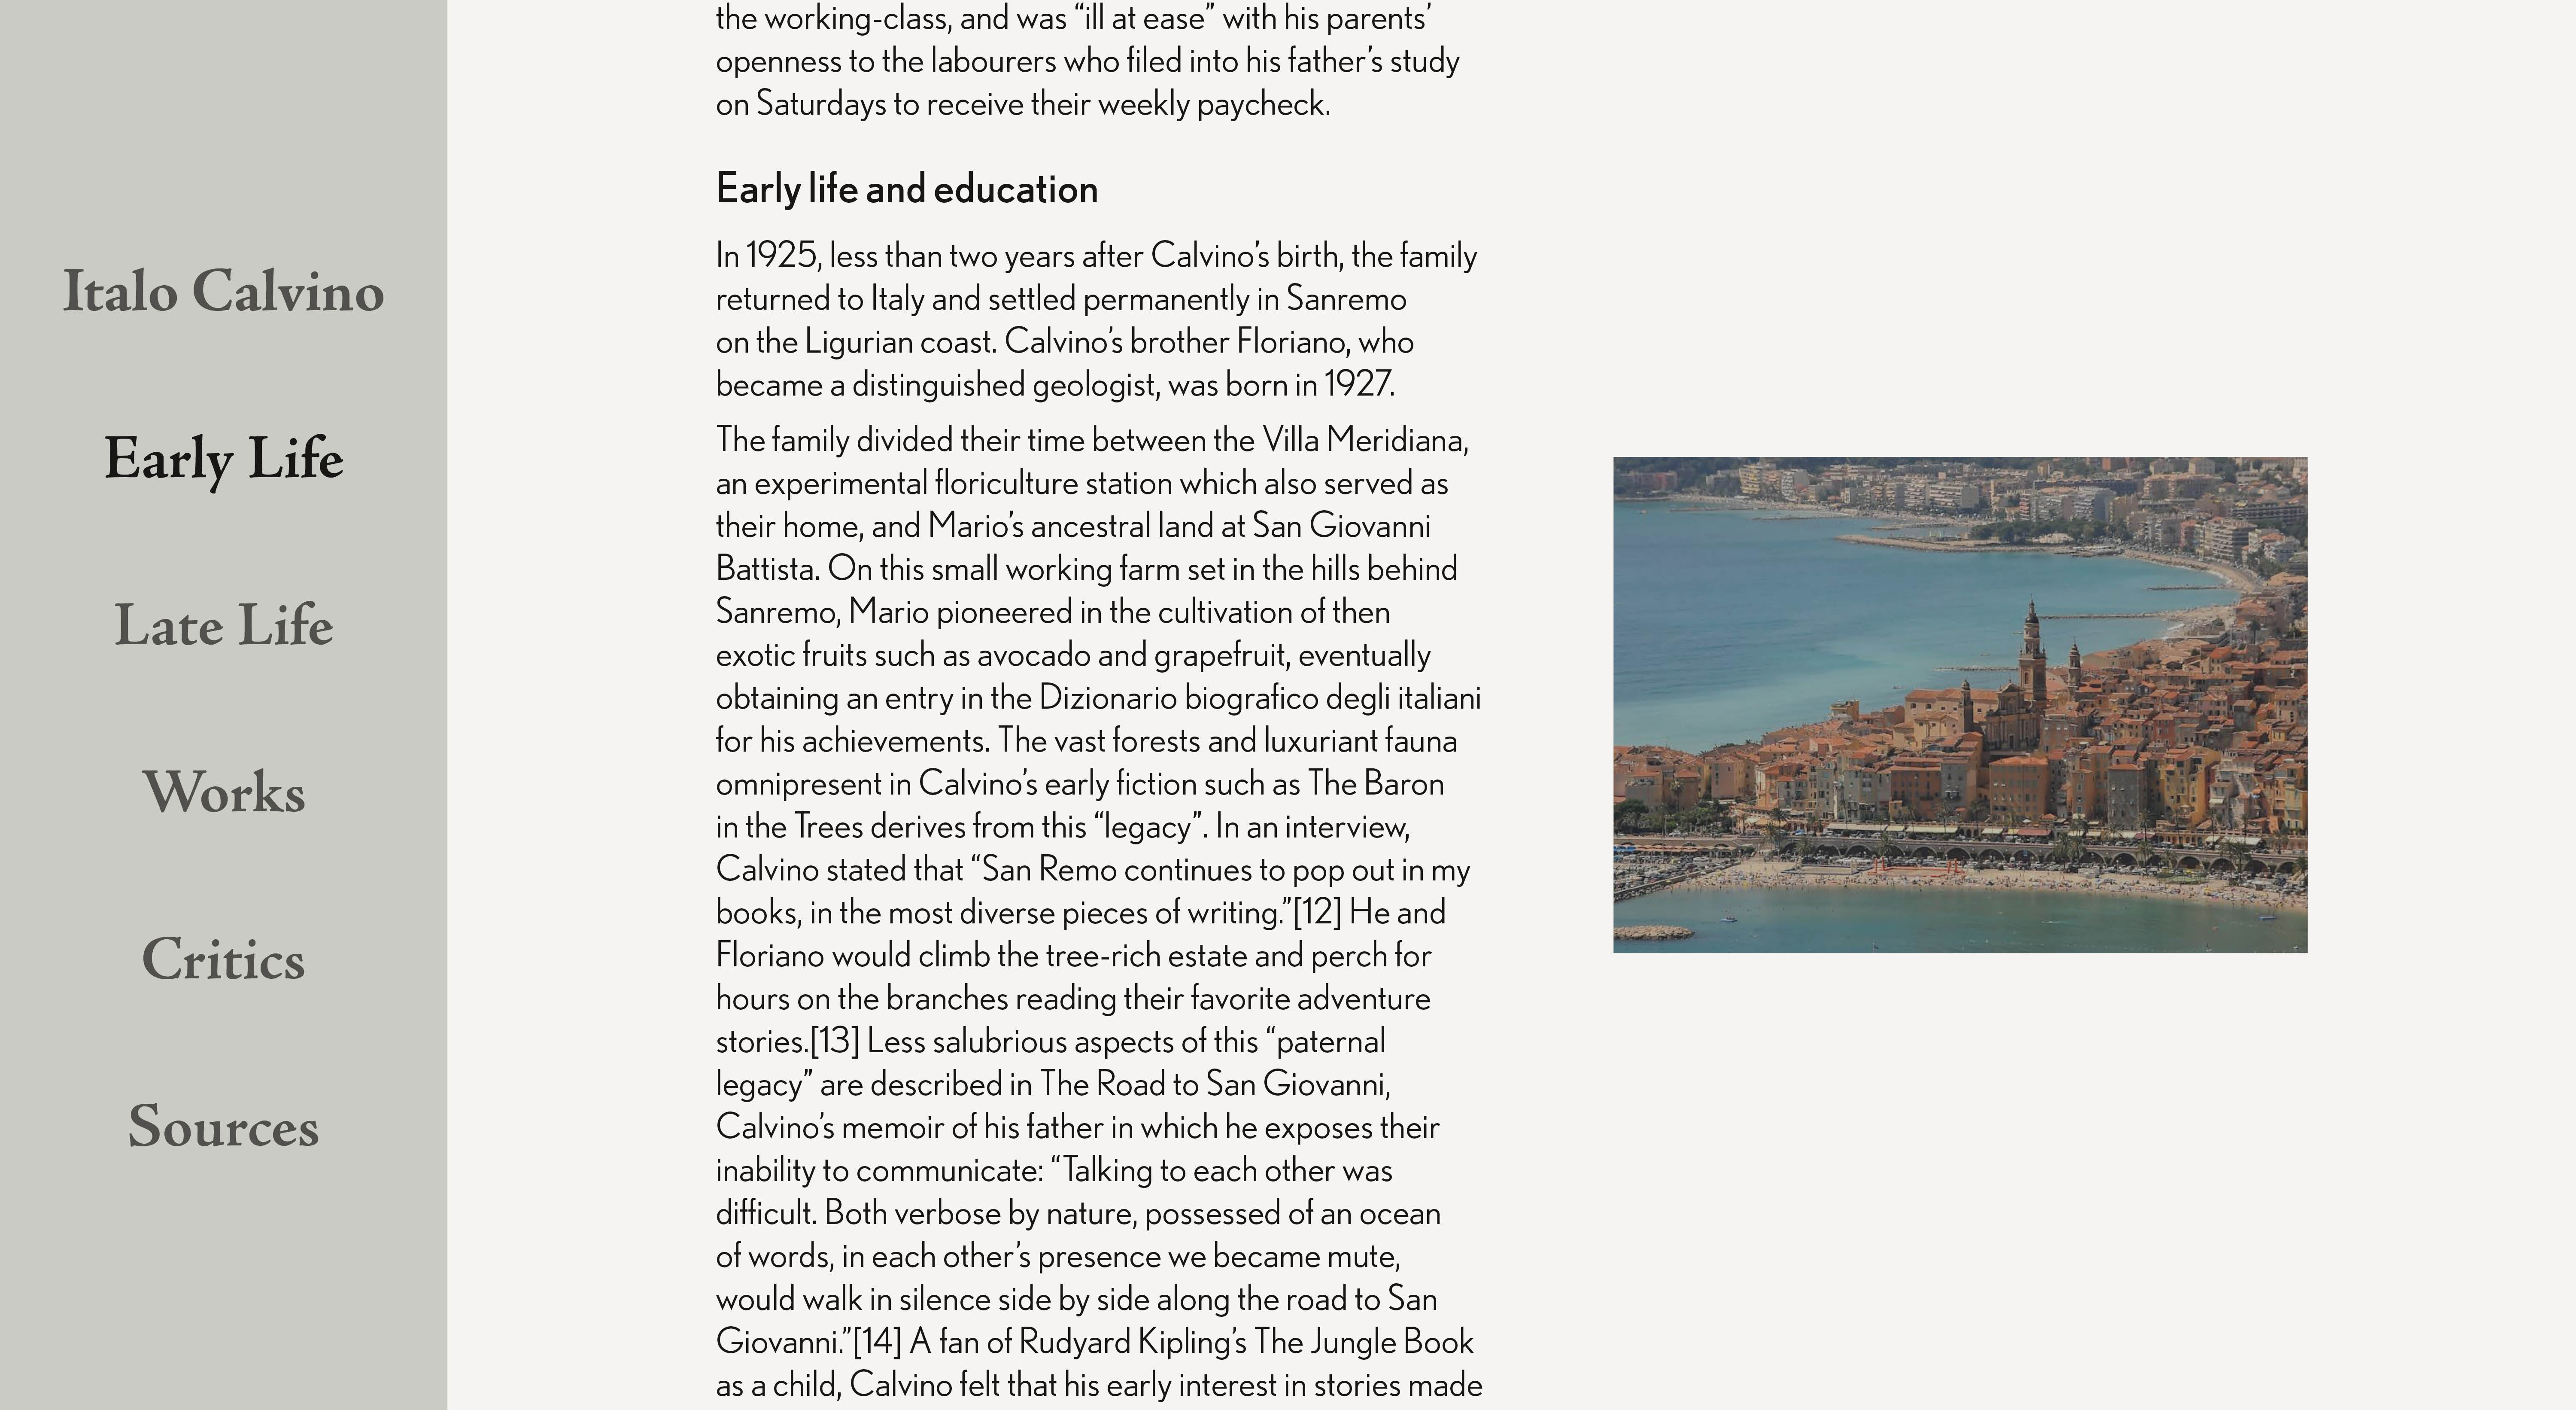 Italo Calvino
Early Life
Late Life
Works
Critics
Sources
the working-class, and was “ill at ease” with his parents’
openness to the labourers who filed into his father’s study
on Saturdays to receive their weekly paycheck.
Early life and education
In 1925, less than two years after Calvino’s birth, the family
returned to Italy and settled permanently in Sanremo
on the Ligurian coast. Calvino’s brother Floriano, who
became a distinguished geologist, was born in 1927.
The family divided their time between the Villa Meridiana,
an experimental floriculture station which also served as
their home, and Mario’s ancestral land at San Giovanni
Battista. On this small working farm set in the hills behind
Sanremo, Mario pioneered in the cultivation of then
exotic fruits such as avocado and grapefruit, eventually
obtaining an entry in the Dizionario biografico degli italiani
for his achievements. The vast forests and luxuriant fauna
omnipresent in Calvino’s early fiction such as The Baron
in the Trees derives from this “legacy”. In an interview,
Calvino stated that “San Remo continues to pop out in my
books, in the most diverse pieces of writing.”[12] He and
Floriano would climb the tree-rich estate and perch for
hours on the branches reading their favorite adventure
stories.[13] Less salubrious aspects of this “paternal
legacy” are described in The Road to San Giovanni,
Calvino’s memoir of his father in which he exposes their
inability to communicate: “Talking to each other was
difficult. Both verbose by nature, possessed of an ocean
of words, in each other’s presence we became mute,
would walk in silence side by side along the road to San
Giovanni.”[14] A fan of Rudyard Kipling’s The Jungle Book
as a child, Calvino felt that his early interest in stories made